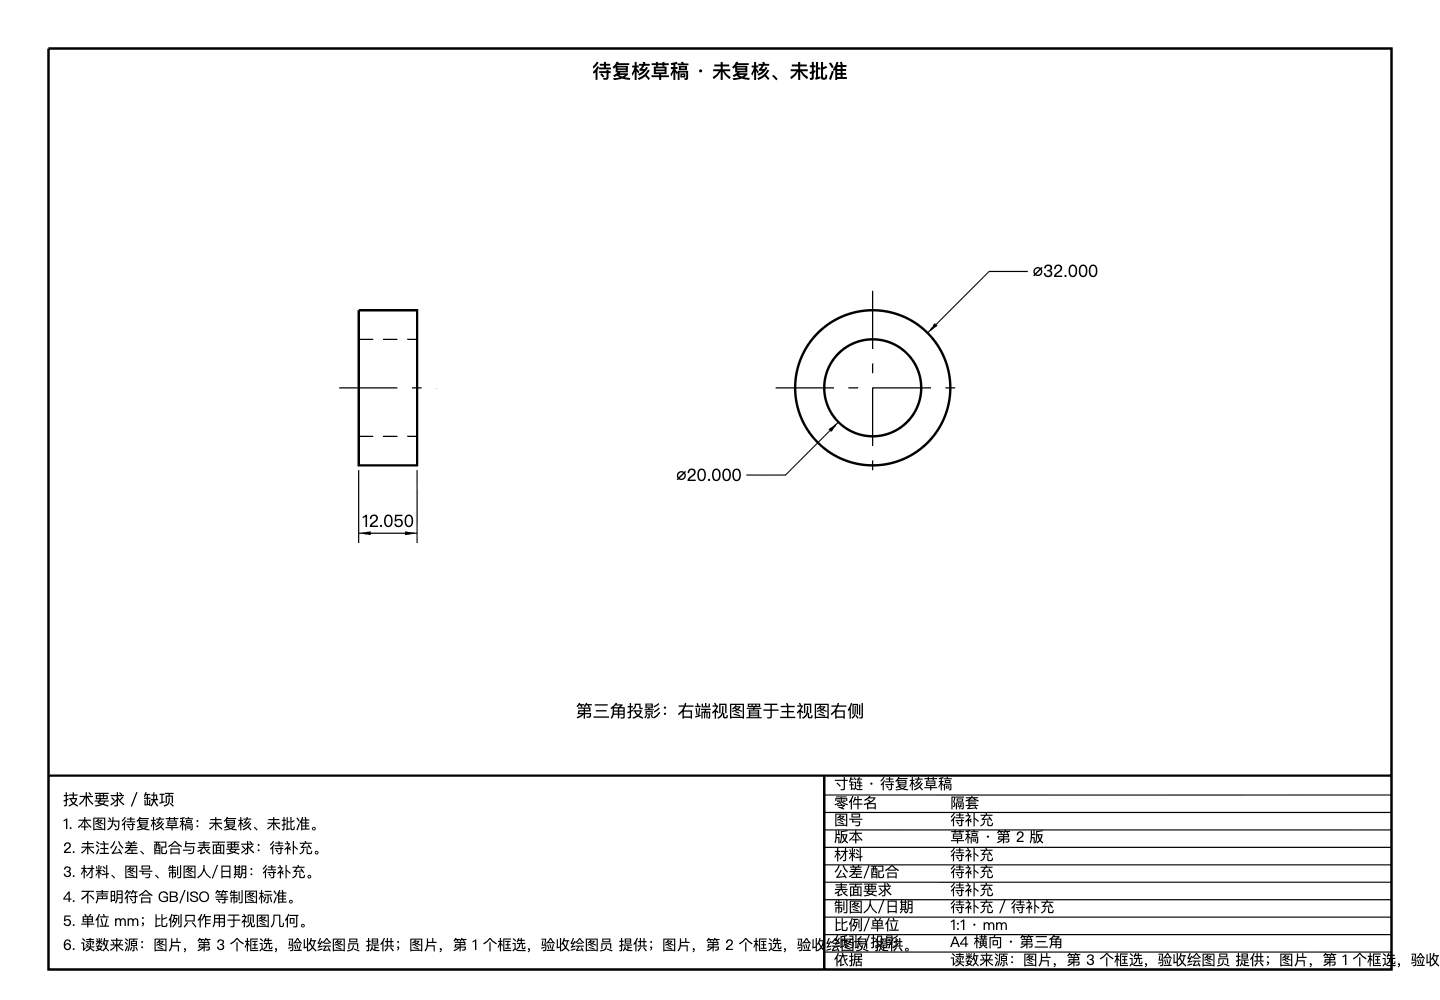 待复核草稿 · 未复核、未批准
⌀32.000
⌀20.000
12.050
第三角投影：右端视图置于主视图右侧
技术要求 / 缺项
1. 本图为待复核草稿：未复核、未批准。
2. 未注公差、配合与表面要求：待补充。
3. 材料、图号、制图人/日期：待补充。
4. 不声明符合 GB/ISO 等制图标准。
5. 单位 mm；比例只作用于视图几何。
6. 读数来源：图片，第 3 个框选，验收绘图员 提供；图片，第 1 个框选，验收绘图员 提供；图片，第 2 个框选，验收绘图员 提供。
寸链 · 待复核草稿
零件名 隔套
图号 待补充
版本 草稿 · 第 2 版
材料 待补充
公差/配合 待补充
表面要求 待补充
制图人/日期 待补充 / 待补充
比例/单位 1:1 · mm
纸张/投影 A4 横向 · 第三角
依据 读数来源：图片，第 3 个框选，验收绘图员 提供；图片，第 1 个框选，验收